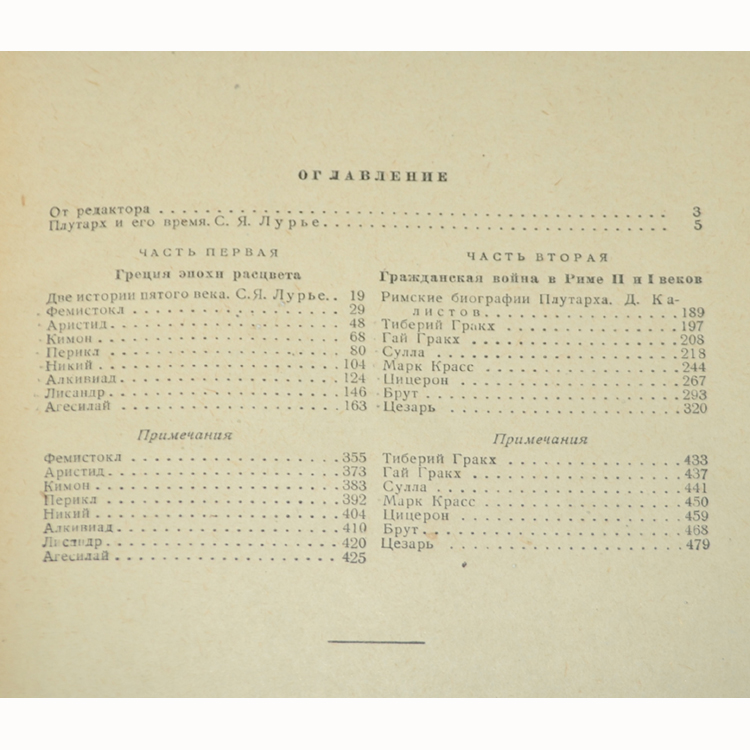 ОГЛАВЛЕНИЕ
От редактора . . . . . . . . . . . . . . . . . . . . . . . . . . . . . . . . . . . . 3
Плутарх и его время. С. Я. Лурье. . . . . . . . . . . . . . . . . . . . . . . . . 5
ЧАСТЬ ПЕРВАЯ
Греция эпохи расцвета
Две истории пятого века. С.Я. Лурье. . 19
Фемистокл . . . . . . . . . . . . . . . . . 29
Аристид. . . . . . . . . . . . . . . . . . 48
Кимон . . . . . . . . . . . . . . . . . . 68
Перикл . . . . . . . . . . . . . . . . . . 80
Никий . . . . . . . . . . . . . . . . . . 104
Алкивиад. . . . . . . . . . . . . . . . . 124
Лисандр. . . . . . . . . . . . . . . . . . 146
Агесилай . . . . . . . . . . . . . . . . . 163
Примечания
Фемистокл . . . . . . . . . . . . . . . . 355
Аристид. . . . . . . . . . . . . . . . . . 373
Кимон . . . . . . . . . . . . . . . . . . 383
Перикл . . . . . . . . . . . . . . . . . . 392
Никий . . . . . . . . . . . . . . . . . . 404
Алкивиад. . . . . . . . . . . . . . . . . 410
Лисандр. . . . . . . . . . . . . . . . . . 420
Агесилай . . . . . . . . . . . . . . . . . 425
ЧАСТЬ ВТОРАЯ
Гражданская война в Риме II и I веков
Римские биографии Плутарха. Д. Ка-
листов. . . . . . . . . . . . . . . . . . 189
Тиберий Гракх . . . . . . . . . . . . . . 197
Гай Гракх . . . . . . . . . . . . . . . . 208
Сулла . . . . . . . . . . . . . . . . . . 218
Марк Красс . . . . . . . . . . . . . . . 244
Цицерон . . . . . . . . . . . . . . . . . 267
Брут . . . . . . . . . . . . . . . . . . . 293
Цезарь . . . . . . . . . . . . . . . . . . 320
Примечания
Тиберий Гракх . . . . . . . . . . . . . . 433
Гай Гракх . . . . . . . . . . . . . . . . 437
Сулла . . . . . . . . . . . . . . . . . . 441
Марк Красс . . . . . . . . . . . . . . . 450
Цицерон . . . . . . . . . . . . . . . . . 459
Брут . . . . . . . . . . . . . . . . . . . 468
Цезарь . . . . . . . . . . . . . . . . . . 479